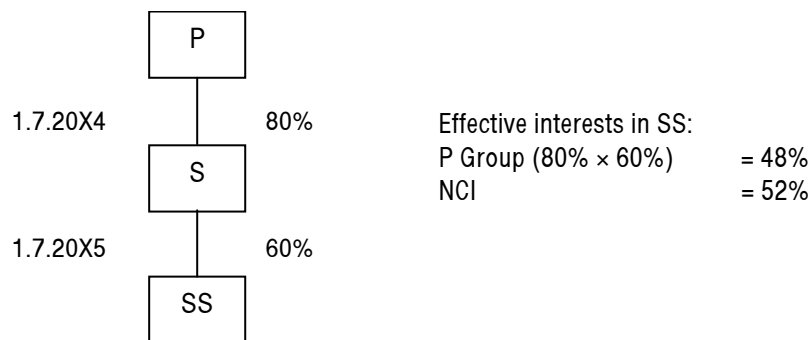 P
1.7.20X4 80%
S
1.7.20X5 60%
SS
Effective interests in SS:
P Group (80% × 60%) = 48%
NCI = 52%